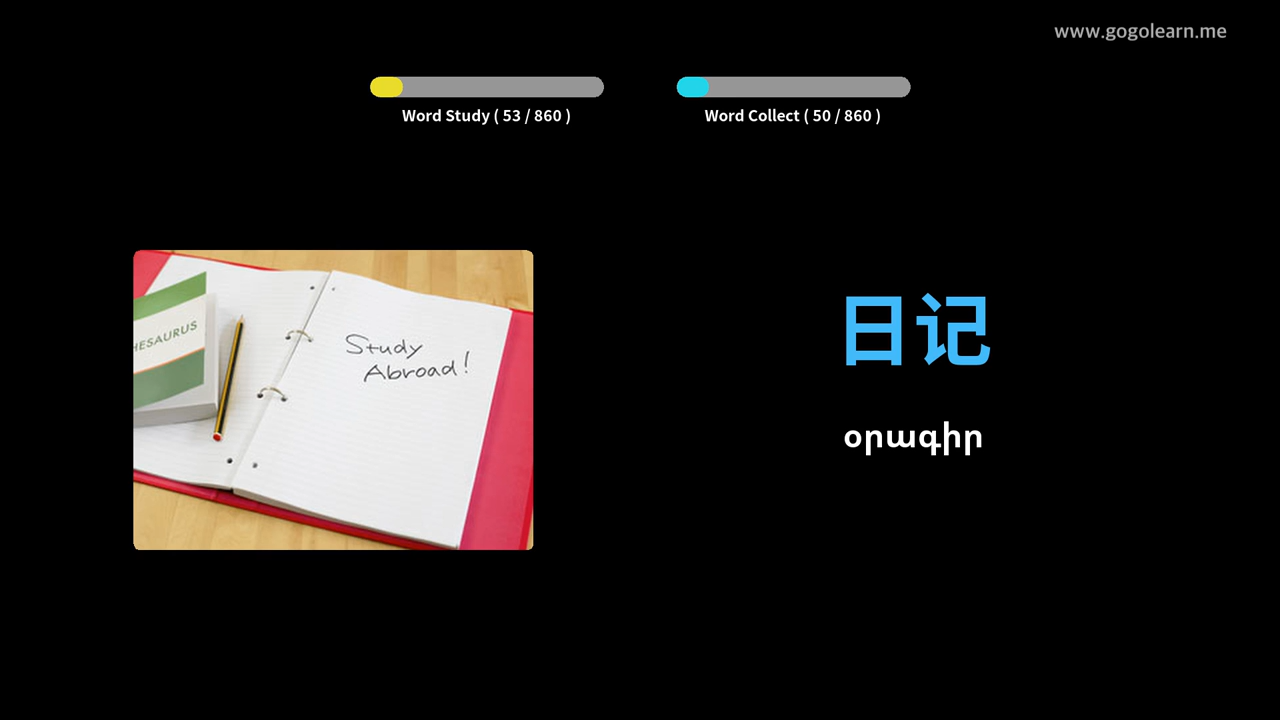 www.gogolearn.me
Word Study ( 53 / 860 )
Word Collect ( 50 / 860 )
HESAURUS
Study
Abroad!
日记
օրագիր